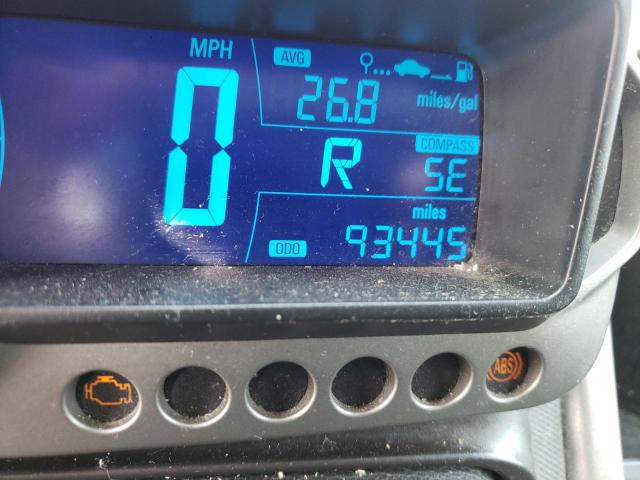 MPH
0
AVG
26.8 miles/gal
R
COMPASS
SE
miles
ODO 93445
ABS